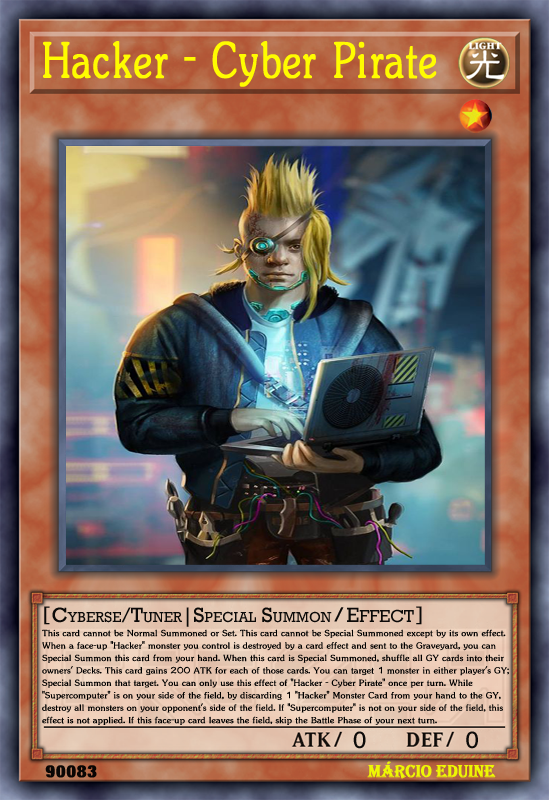 Hacker - Cyber Pirate
LIGHT
光
[CYBERSE/TUNER|SPECIAL SUMMON/EFFECT]
This card cannot be Normal Summoned or Set. This card cannot be Special Summoned except by its own effect.
When a face-up "Hacker" monster you control is destroyed by a card effect and sent to the Graveyard, you can
Special Summon this card from your hand. When this card is Special Summoned, shuffle all GY cards into their
owners' Decks. This card gains 200 ATK for each of those cards. You can target 1 monster in either player's GY;
Special Summon that target. You can only use this effect of "Hacker - Cyber Pirate" once per turn. While
"Supercomputer" is on your side of the field, by discarding 1 "Hacker" Monster Card from your hand to the GY,
destroy all monsters on your opponent's side of the field. If "Supercomputer" is not on your side of the field, this
effect is not applied. If this face-up card leaves the field, skip the Battle Phase of your next turn.
ATK/ 0 DEF/ 0
90083 MÁRCIO EDUINE